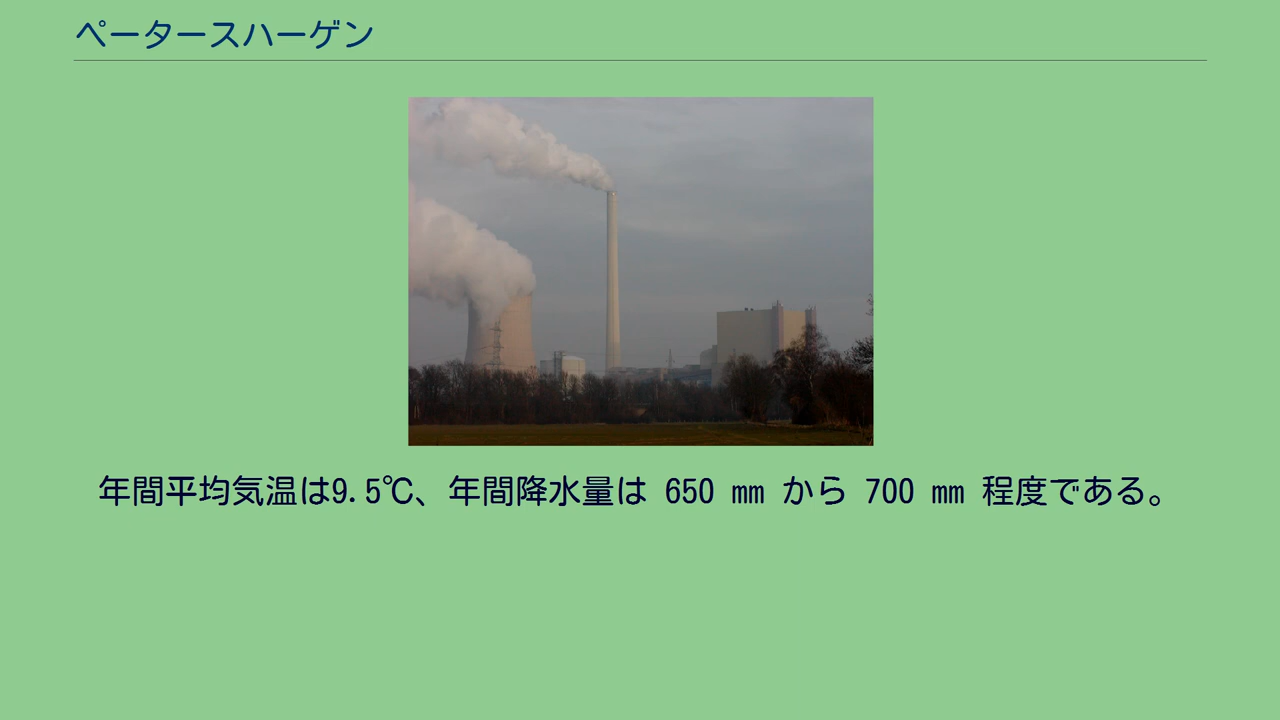 ペータースハーゲン
年間平均気温は9.5℃、年間降水量は 650 mm から 700 mm 程度である。